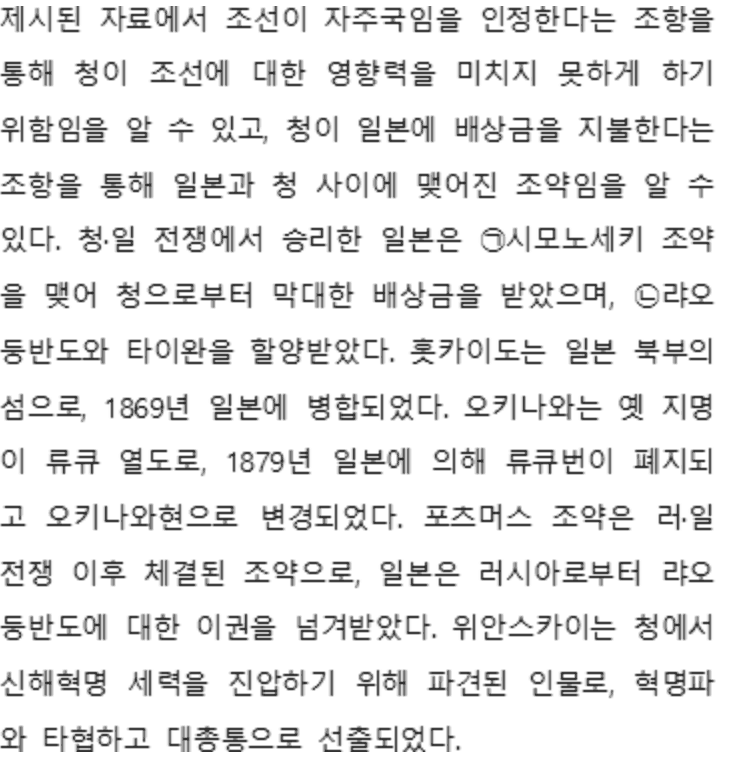 제시된 자료에서 조선이 자주국임을 인정한다는 조항을
통해 청이 조선에 대한 영향력을 미치지 못하게 하기
위함임을 알 수 있고, 청이 일본에 배상금을 지불한다는
조항을 통해 일본과 청 사이에 맺어진 조약임을 알 수
있다. 청·일 전쟁에서 승리한 일본은 ㉠시모노세키 조약
을 맺어 청으로부터 막대한 배상금을 받았으며, ㉡랴오
둥반도와 타이완을 할양받았다. 홋카이도는 일본 북부의
섬으로, 1869년 일본에 병합되었다. 오키나와는 옛 지명
이 류큐 열도로, 1879년 일본에 의해 류큐번이 폐지되
고 오키나와현으로 변경되었다. 포츠머스 조약은 러·일
전쟁 이후 체결된 조약으로, 일본은 러시아로부터 랴오
둥반도에 대한 이권을 넘겨받았다. 위안스카이는 청에서
신해혁명 세력을 진압하기 위해 파견된 인물로, 혁명파
와 타협하고 대총통으로 선출되었다.